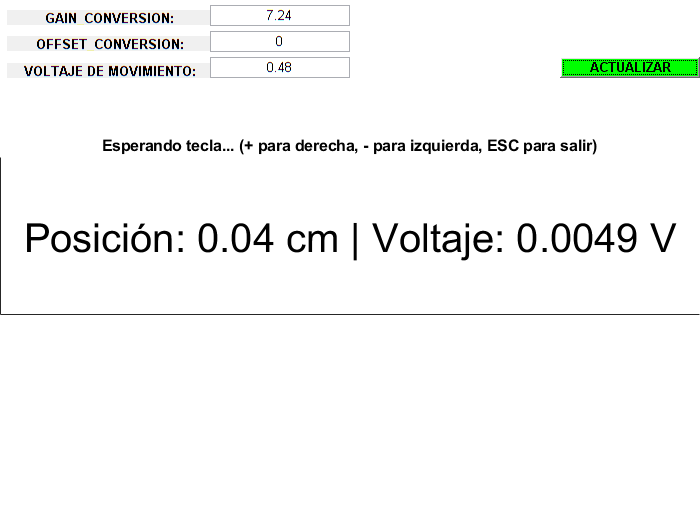 GAIN CONVERSION: 7.24
OFFSET CONVERSION: 0
VOLTAJE DE MOVIMIENTO: 0.48
ACTUALIZAR
Esperando tecla... (+ para derecha, - para izquierda, ESC para salir)
Posición: 0.04 cm | Voltaje: 0.0049 V